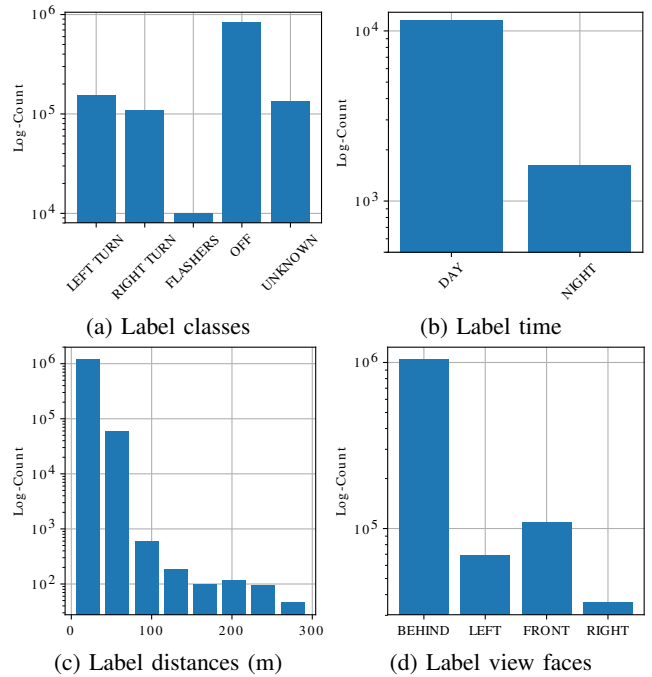 10^6
10^5
10^4
Log-Count
LEFT TURN
RIGHT TURN
FLASHERS
OFF
UNKNOWN
(a) Label classes
10^4
10^3
Log-Count
DAY
NIGHT
(b) Label time
10^6
10^5
10^4
10^3
10^2
Log-Count
0 100 200 300
(c) Label distances (m)
10^6
10^5
Log-Count
BEHIND LEFT FRONT RIGHT
(d) Label view faces